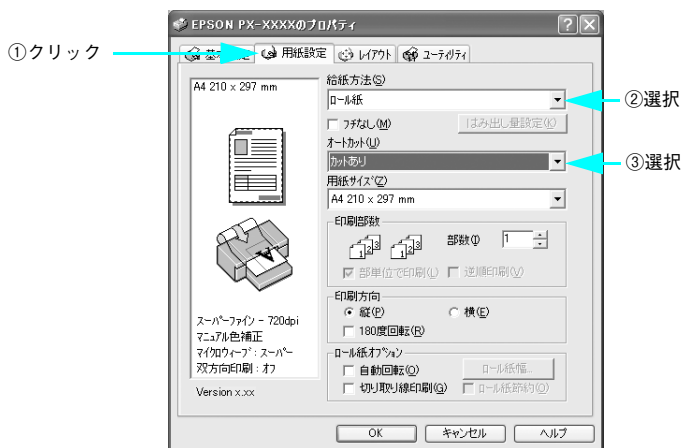 EPSON PX-XXXXのプロパティ
①クリック
用紙設定
レイアウト
ユーティリティ
A4 210 x 297 mm
スーパーファイン - 720dpi
マニュアル色補正
マイクロウィーブ : スーパー
双方向印刷 : オフ
Version x.xx
給紙方法(S)
ロール紙
②選択
フチなし(M)
はみ出し量設定(K)
オートカット(U)
カットあり
③選択
用紙サイズ(Z)
A4 210 x 297 mm
印刷部数
部数(I)
1
部単位で印刷(L)
逆順印刷(V)
印刷方向
縦(P)
横(E)
180度回転(R)
ロール紙オプション
自動回転(O)
ロール紙幅...
切り取り線印刷(G)
ロール紙節約(O)
OK
キャンセル
ヘルプ